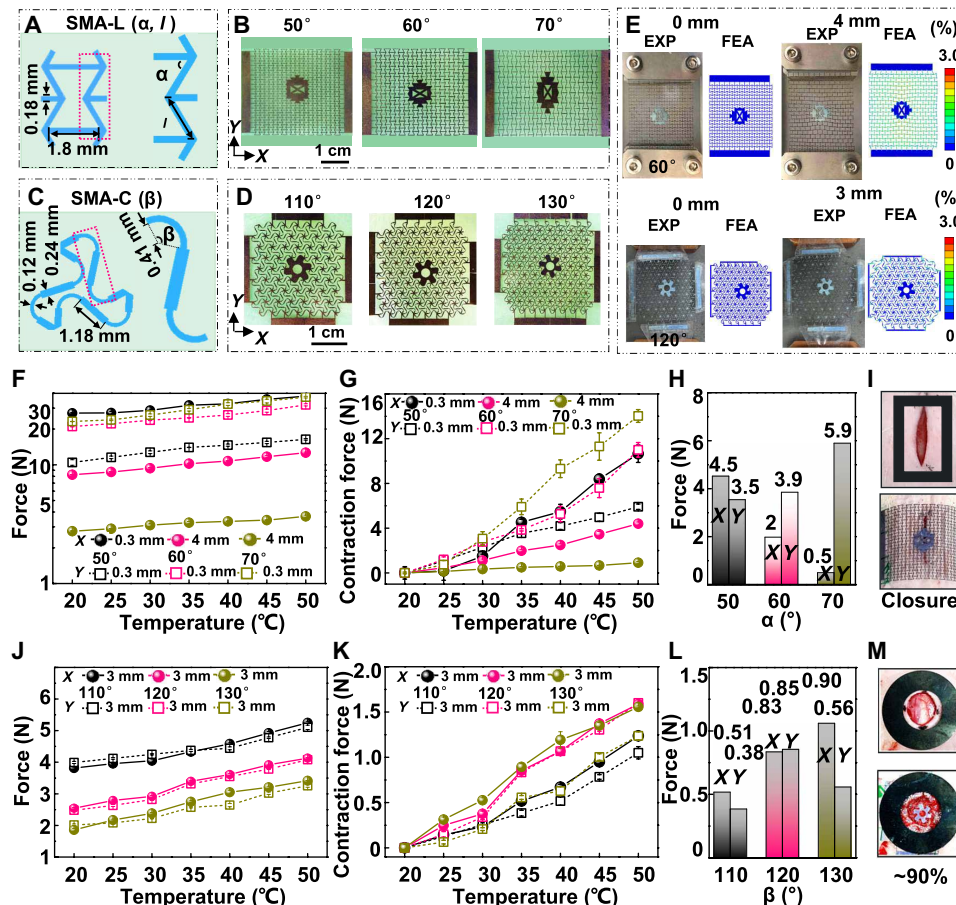 A SMA-L (α, l)
0.18 mm
1.8 mm
α
l
B 50° 60° 70°
Y
X
1 cm
C SMA-C (β)
0.12 mm
0.24 mm
1.18 mm
0.41 mm
β
D 110° 120° 130°
Y
X
1 cm
E 0 mm 4 mm (%)
EXP FEA EXP FEA 3.0
60°
0
0 mm 3 mm (%)
EXP FEA EXP FEA 3.0
120°
0
F
Force (N)
30
20
10
5
2
1
X 0.3 mm 4 mm 4 mm
50° 60° 70°
Y 0.3 mm 0.3 mm 0.3 mm
20 25 30 35 40 45 50
Temperature (℃)
G
Contraction force (N)
16
12
8
4
0
X 0.3 mm 4 mm 4 mm
50° 60° 70°
Y 0.3 mm 0.3 mm 0.3 mm
20 25 30 35 40 45 50
Temperature (℃)
H
Force (N)
8
6
4
2
0
4.5 3.5 2 3.9 0.5 5.9
X Y X Y X Y
50 60 70
α (°)
I
Closure
J
Force (N)
6
5
4
3
2
1
X 3 mm 3 mm 3 mm
110° 120° 130°
Y 3 mm 3 mm 3 mm
20 25 30 35 40 45 50
Temperature (℃)
K
Contraction force (N)
2.0
1.5
1.0
0.5
0
X 3 mm 3 mm 3 mm
110° 120° 130°
Y 3 mm 3 mm 3 mm
20 25 30 35 40 45 50
Temperature (℃)
L
Force (N)
1.5
1.0
0.5
0
0.51 0.38
0.83 0.85
0.90 0.56
X Y X Y X Y
110 120 130
β (°)
M
~90%